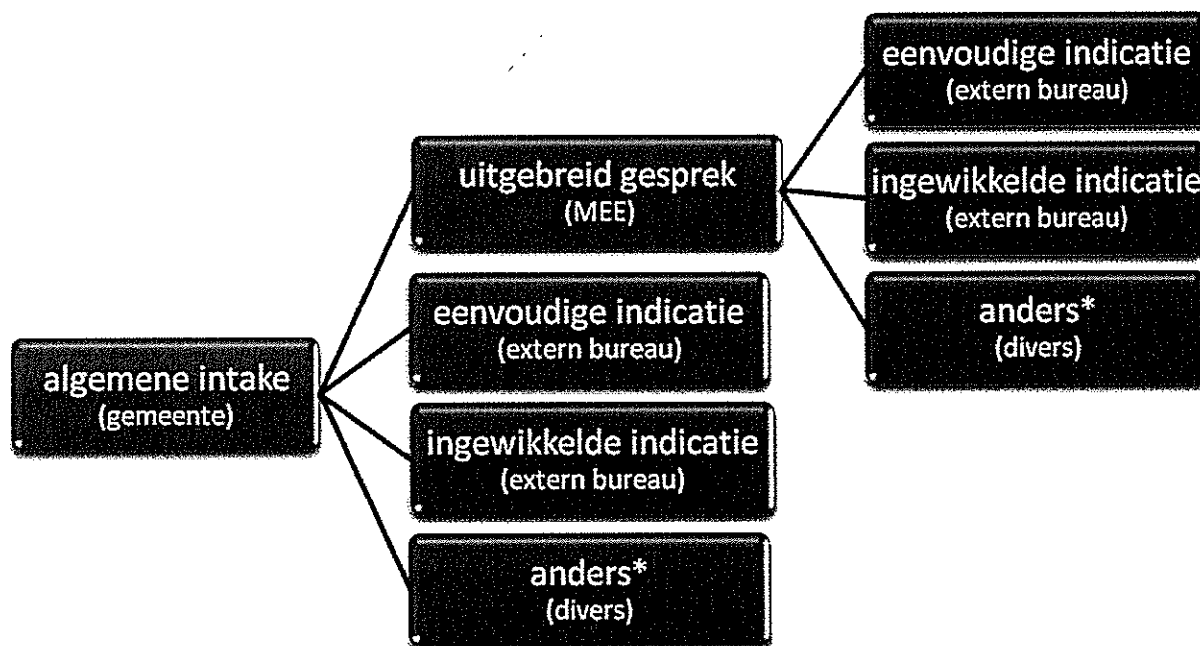 algemene intake
(gemeente)
uitgebreid gesprek
(MEE)
eenvoudige indicatie
(extern bureau)
ingewikkelde indicatie
(extern bureau)
anders*
(divers)
eenvoudige indicatie
(extern bureau)
ingewikkelde indicatie
(extern bureau)
anders*
(divers)